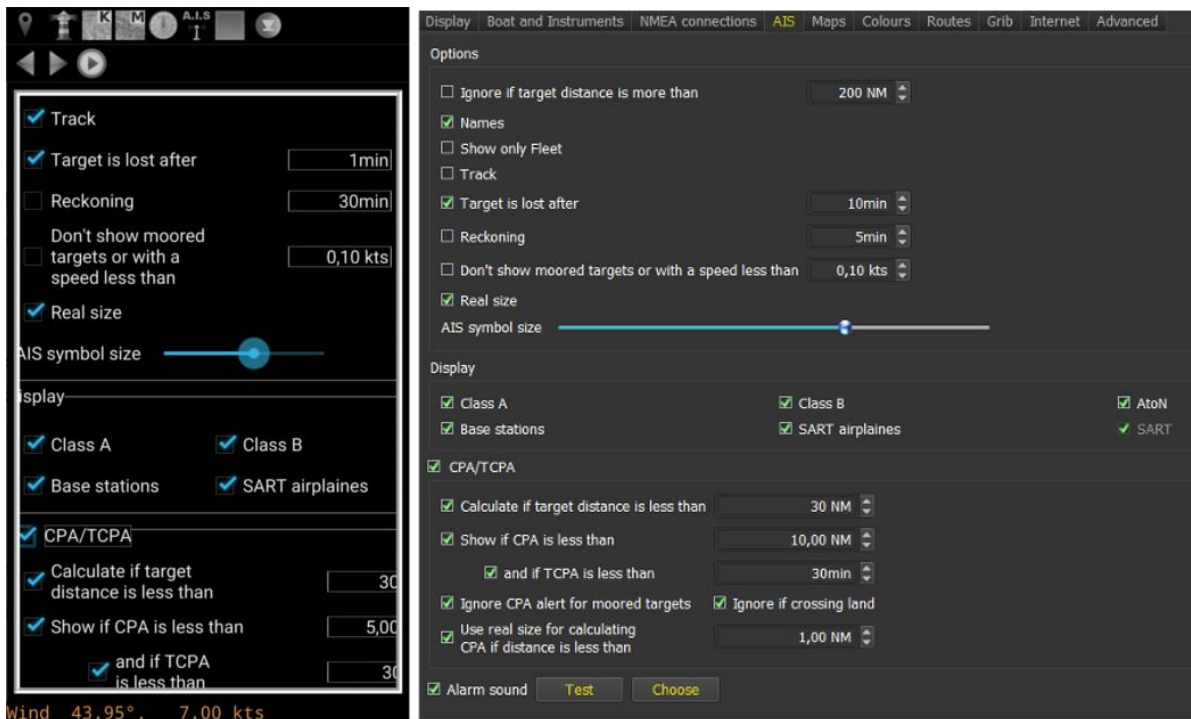 K M A.I.S
Track
Target is lost after 1min
Reckoning 30min
Don't show moored
targets or with a 0,10 kts
speed less than
Real size
AIS symbol size
isplay
Class A Class B
Base stations SART airplaines
CPA/TCPA
Calculate if target
distance is less than 30
Show if CPA is less than 5,00
and if TCPA
is less than 30
Wind 43.95°, 7.00 kts
Display Boat and Instruments NMEA connections AIS Maps Colours Routes Grib Internet Advanced
Options
Ignore if target distance is more than 200 NM
Names
Show only Fleet
Track
Target is lost after 10min
Reckoning 5min
Don't show moored targets or with a speed less than 0,10 kts
Real size
AIS symbol size
Display
Class A Class B AtoN
Base stations SART airplaines SART
CPA/TCPA
Calculate if target distance is less than 30 NM
Show if CPA is less than 10,00 NM
and if TCPA is less than 30min
Ignore CPA alert for moored targets Ignore if crossing land
Use real size for calculating
CPA if distance is less than 1,00 NM
Alarm sound Test Choose